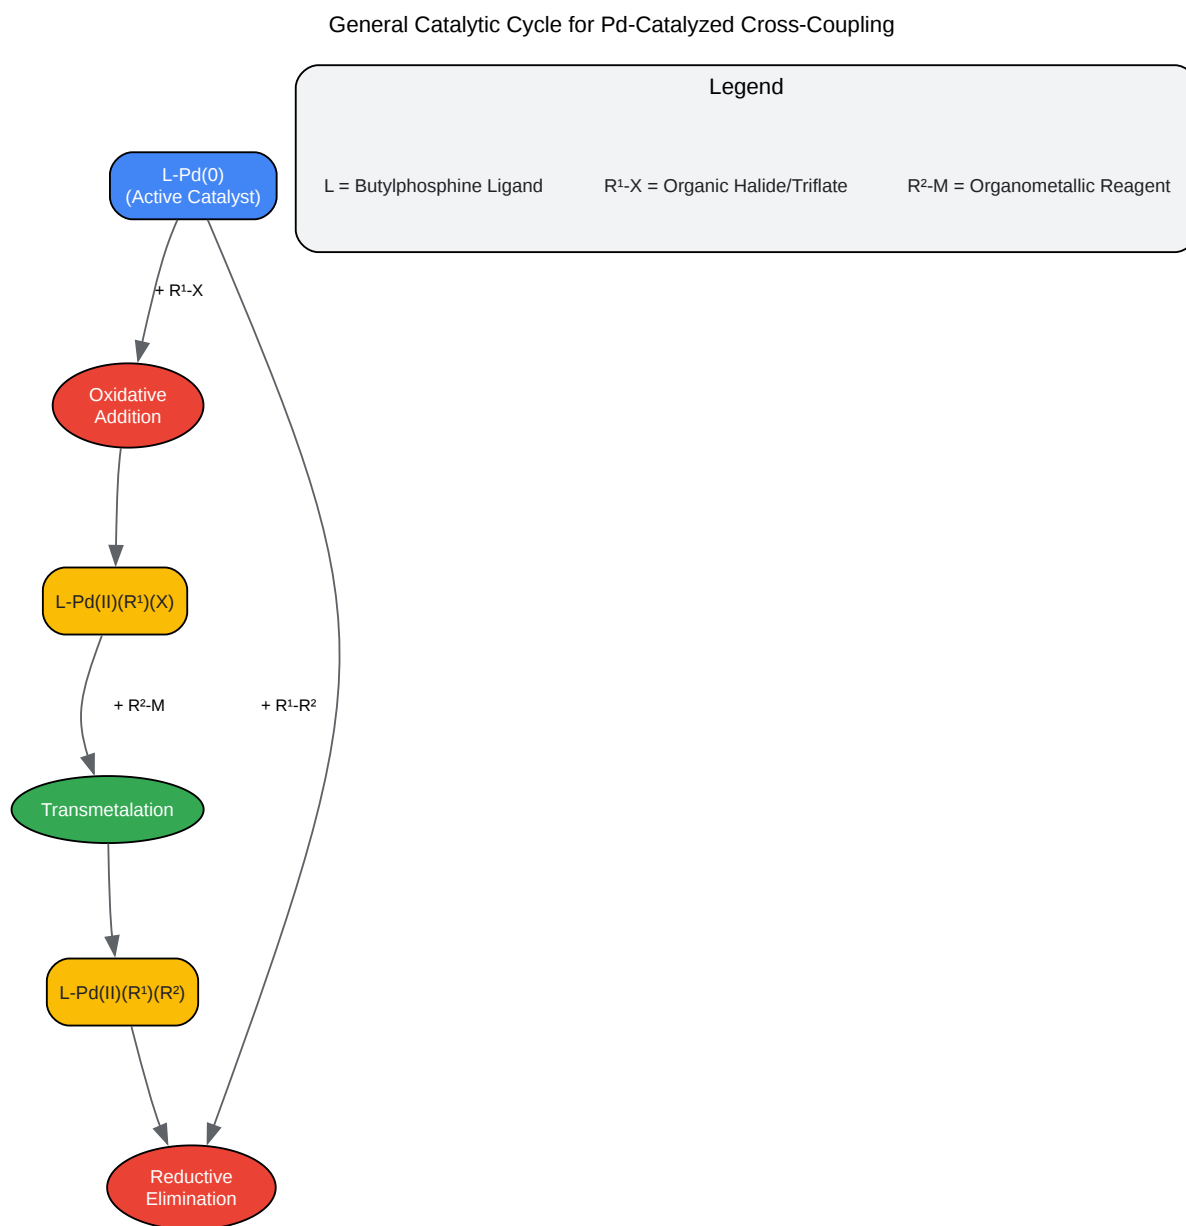 General Catalytic Cycle for Pd-Catalyzed Cross-Coupling
Legend
L-Pd(0)
(Active Catalyst)
L = Butylphosphine Ligand
R¹-X = Organic Halide/Triflate
R²-M = Organometallic Reagent
+ R¹-X
Oxidative
Addition
L-Pd(II)(R¹)(X)
+ R²-M
+ R¹-R²
Transmetalation
L-Pd(II)(R¹)(R²)
Reductive
Elimination